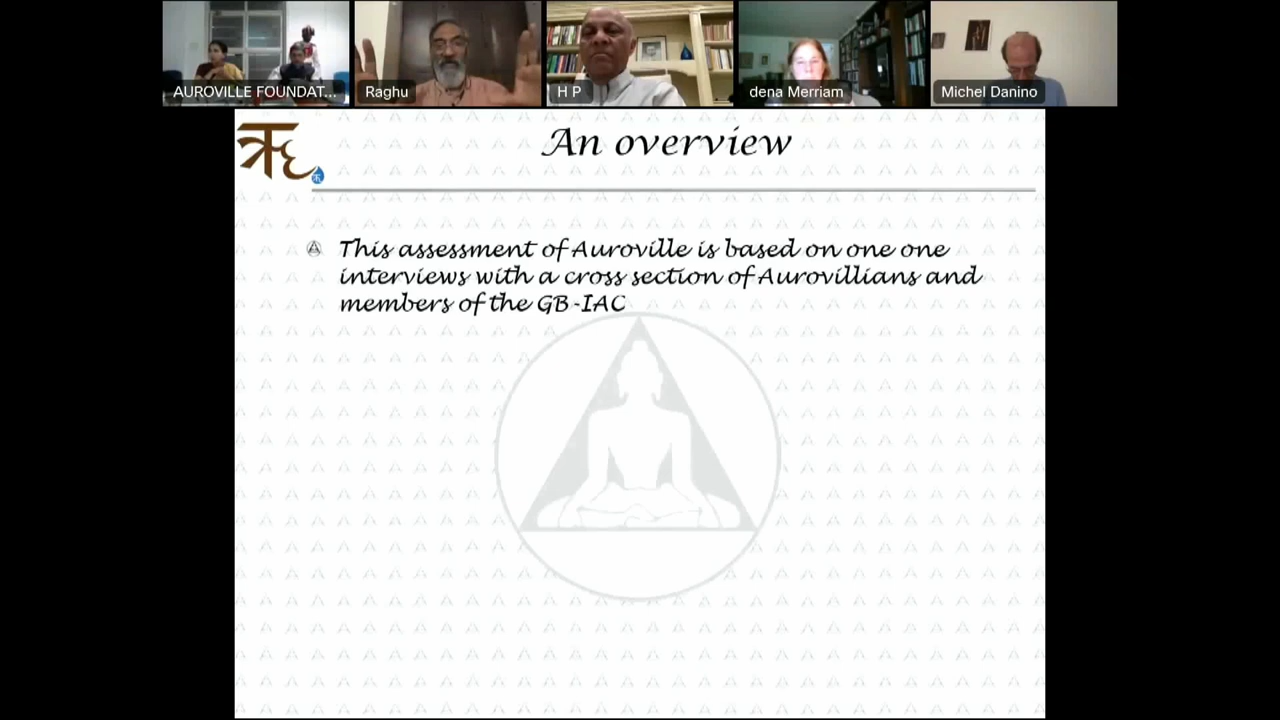 AUROVILLE FOUNDAT...
Raghu
H P
dena Merriam
Michel Danino
ऋ
An overview
This assessment of Auroville is based on one one
interviews with a cross section of Aurovillians and
members of the GB-IAC